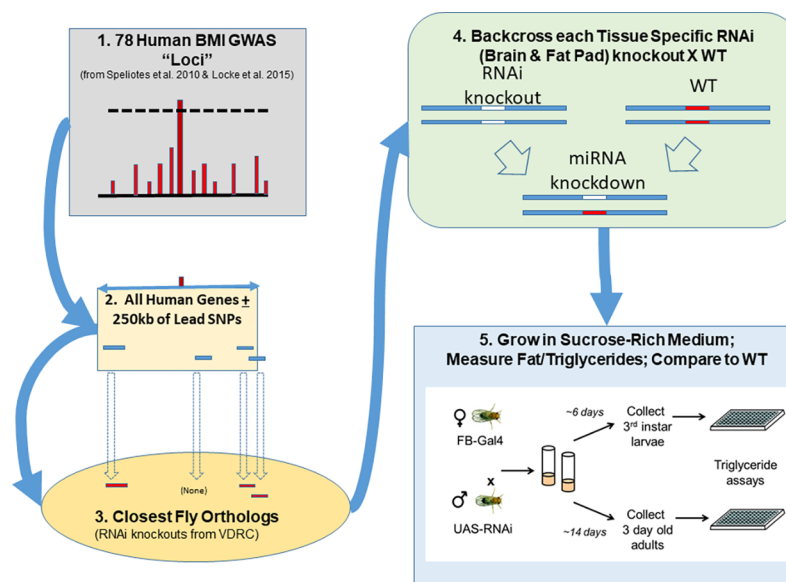 1. 78 Human BMI GWAS
“Loci”
(from Speliotes et al. 2010 & Locke et al. 2015)
2. All Human Genes ±
250kb of Lead SNPs
(None)
3. Closest Fly Orthologs
(RNAi knockouts from VDRC)
4. Backcross each Tissue Specific RNAi
(Brain & Fat Pad) knockout X WT
RNAi
knockout
WT
miRNA
knockdown
5. Grow in Sucrose-Rich Medium;
Measure Fat/Triglycerides; Compare to WT
♀
FB-Gal4
x
♂
UAS-RNAi
~6 days
Collect
3rd instar
larvae
Triglyceride
assays
~14 days
Collect
3 day old
adults